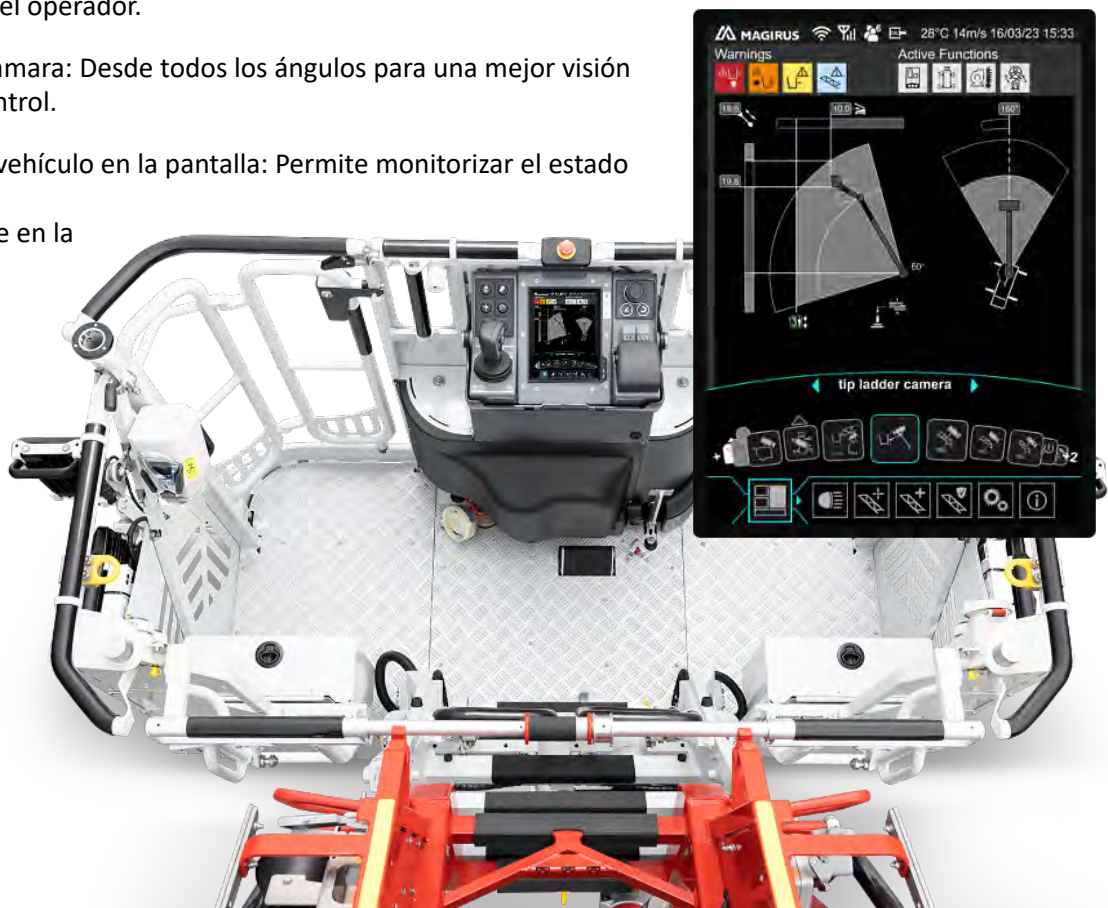 el operador.
ámara: Desde todos los ángulos para una mejor visión
ntrol.
vehículo en la pantalla: Permite monitorizar el estado
e en la
MAGIRUS 28°C 14m/s 16/03/23 15:33
Warnings Active Functions
10.0 160°
19.8
60°
tip ladder camera
+2